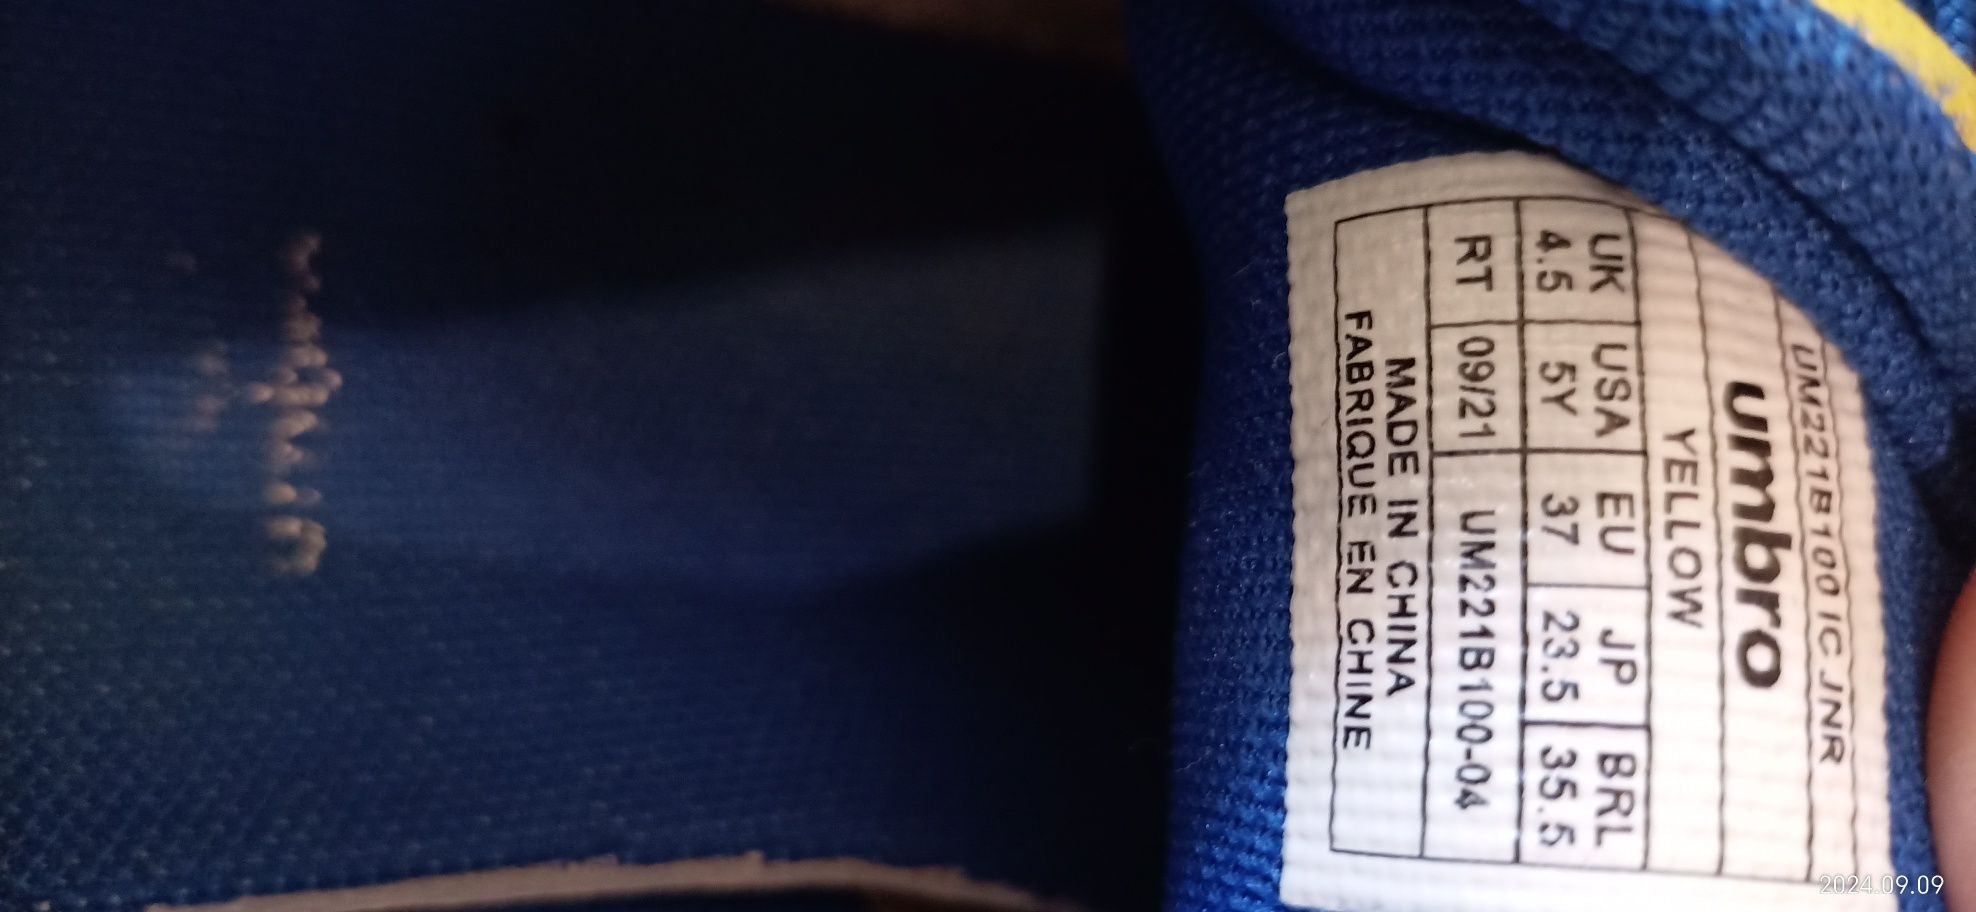 UM221B100 IC JNR
umbro
YELLOW
UK USA EU JP BRL
4.5 5Y 37 23.5 35.5
RT 09/21 UM221B100-04
MADE IN CHINA
FABRIQUE EN CHINE
2024.09.09